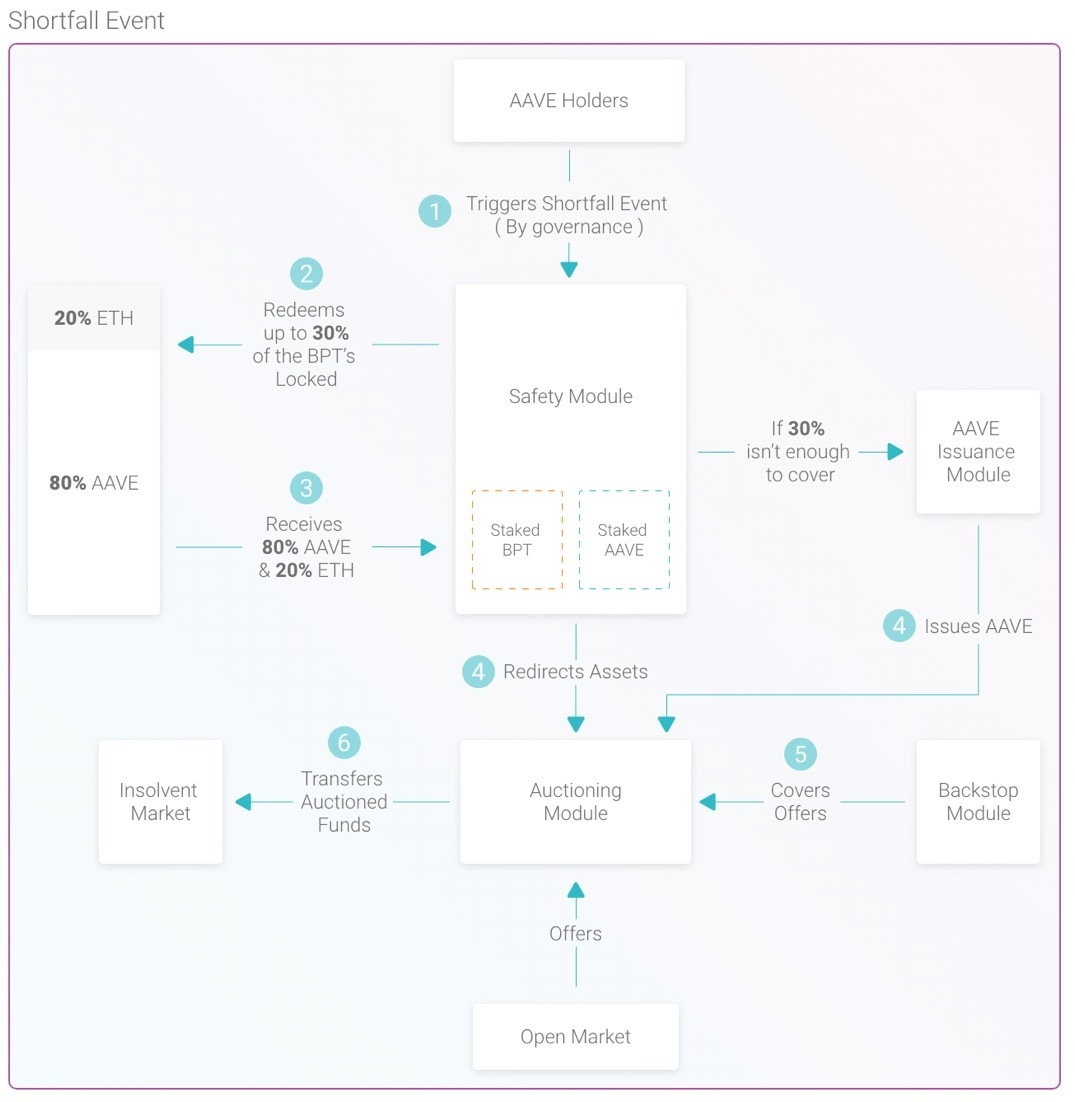 Shortfall Event
AAVE Holders
1
Triggers Shortfall Event
( By governance )
2
Redeems
up to 30%
of the BPT's
Locked
20% ETH
80% AAVE
3
Receives
80% AAVE
& 20% ETH
Safety Module
Staked
BPT
Staked
AAVE
If 30%
isn't enough
to cover
AAVE
Issuance
Module
4 Issues AAVE
4 Redirects Assets
Insolvent
Market
6
Transfers
Auctioned
Funds
Auctioning
Module
5
Covers
Offers
Backstop
Module
Offers
Open Market